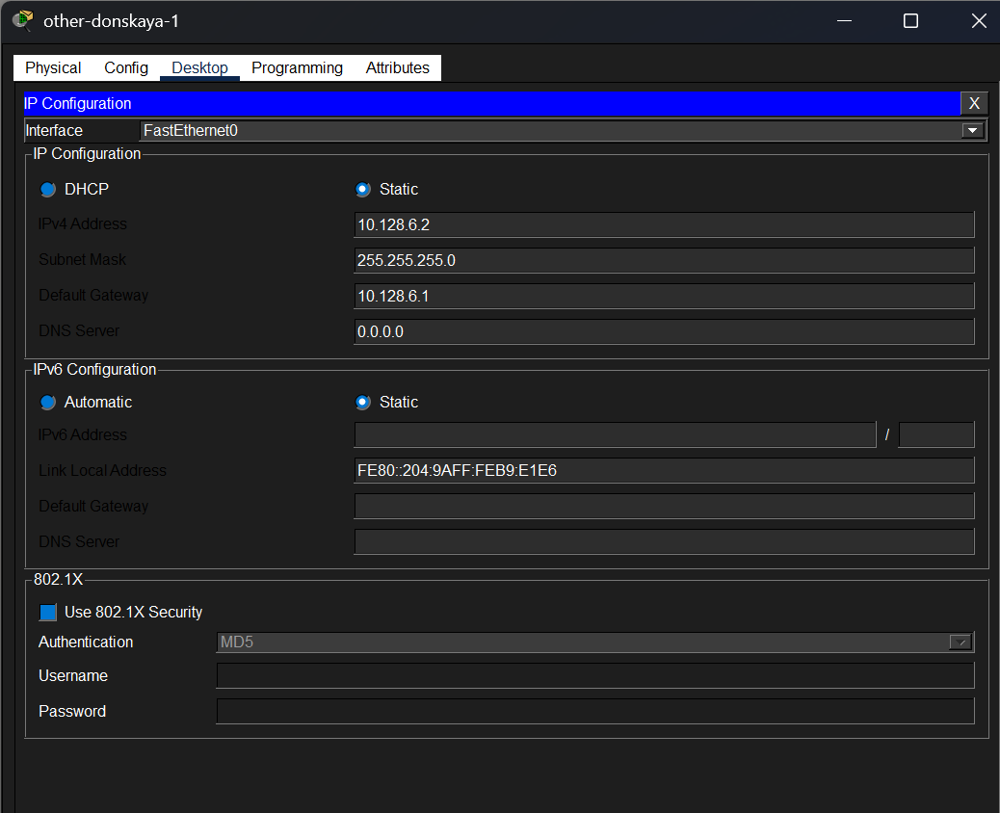 other-donskaya-1
Physical Config Desktop Programming Attributes
IP Configuration X
Interface FastEthernet0
IP Configuration
DHCP Static
IPv4 Address 10.128.6.2
Subnet Mask 255.255.255.0
Default Gateway 10.128.6.1
DNS Server 0.0.0.0
IPv6 Configuration
Automatic Static
IPv6 Address /
Link Local Address FE80::204:9AFF:FEB9:E1E6
Default Gateway
DNS Server
802.1X
Use 802.1X Security
Authentication MD5
Username
Password